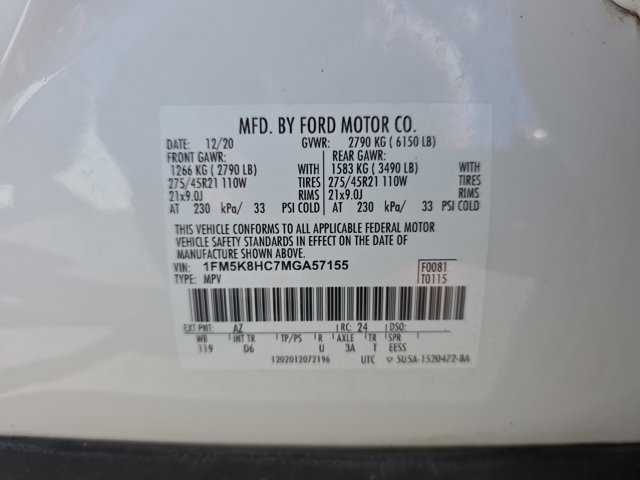 MFD. BY FORD MOTOR CO.
DATE: 12/20 GVWR: 2790 KG ( 6150 LB)
FRONT GAWR: REAR GAWR:
1266 KG ( 2790 LB) WITH 1583 KG ( 3490 LB) WITH
275/45R21 110W TIRES 275/45R21 110W TIRES
21x9.0J RIMS 21x9.0J RIMS
AT 230 kPa/ 33 PSI COLD AT 230 kPa/ 33 PSI COLD
THIS VEHICLE CONFORMS TO ALL APPLICABLE FEDERAL MOTOR
VEHICLE SAFETY STANDARDS IN EFFECT ON THE DATE OF
MANUFACTURE SHOWN ABOVE.
VIN: 1FM5K8HC7MGA57155 F0081
TYPE: MPV T0115
EXT PNT: AZ RC: 24 DSO:
WB INT TR TP/PS R AXLE TR SPR
119 D6 U 3A T EESS
1202012072196 UTC 5U5A-1520472-BA